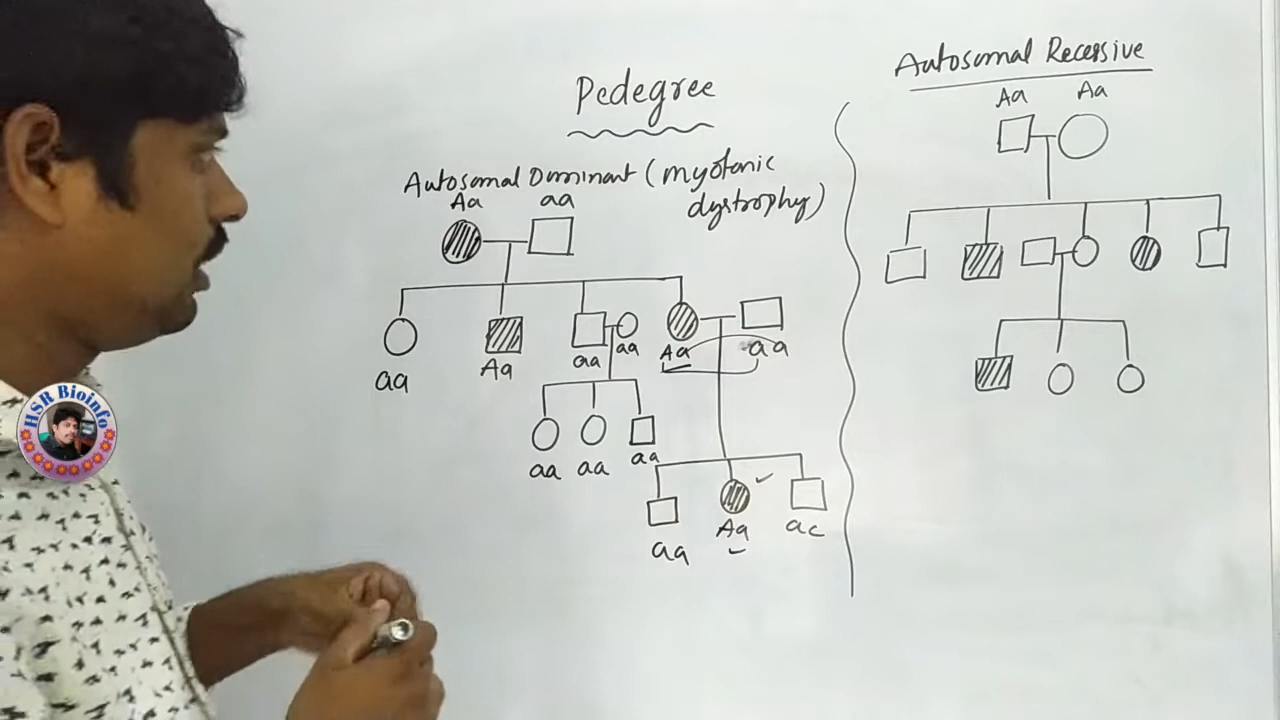 Pedegree
Autosomal Dominant (myotonic
dystrophy)
Aa aa
aa Aa aa aa Aa aa
aa aa aa
aa Aa ac
Autosomal Recessive
Aa Aa
HSR Bioinfo